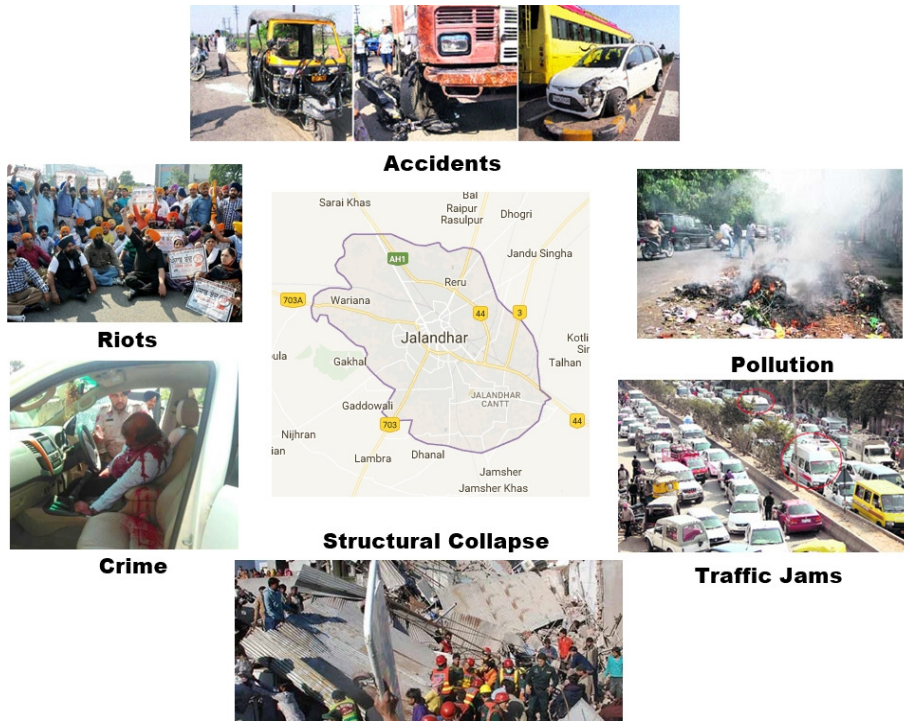 Accidents
Riots
Sarai Khas
Bal
Raipur
Rasulpur
Dhogri
AH1
Jandu Singha
Reru
703A
Wariana
44
3
Jalandhar
Kotli
Sin
Talhan
Gakhal
JALANDHAR
CANTT
Gaddowali
703
44
Nijhran
Lambra
Dhanal
Jamsher
Jamsher Khas
Pollution
Crime
Structural Collapse
Traffic Jams